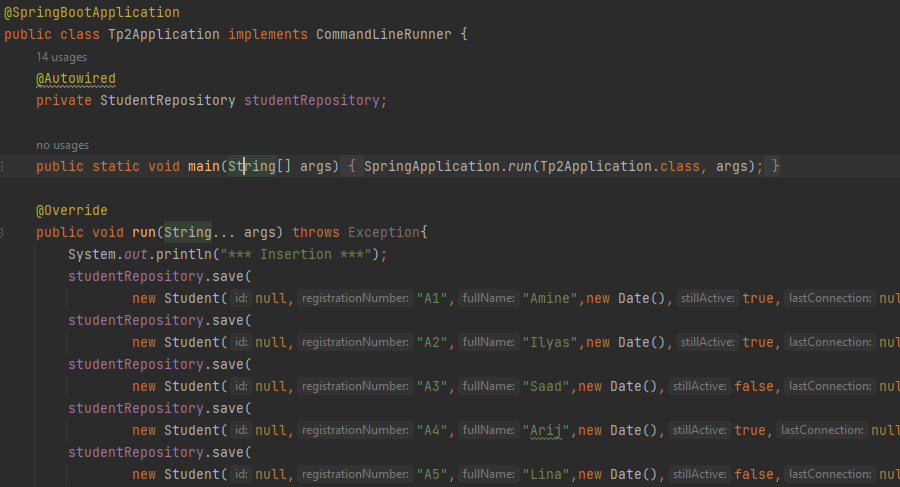 @SpringBootApplication
public class Tp2Application implements CommandLineRunner {
14 usages
@Autowired
private StudentRepository studentRepository;
no usages
public static void main(String[] args) { SpringApplication.run(Tp2Application.class, args); }
@Override
public void run(String... args) throws Exception{
System.out.println("*** Insertion ***");
studentRepository.save(
new Student( id: null, registrationNumber: "A1", fullName: "Amine",new Date(), stillActive: true, lastConnection: nul
studentRepository.save(
new Student( id: null, registrationNumber: "A2", fullName: "Ilyas",new Date(), stillActive: true, lastConnection: nul
studentRepository.save(
new Student( id: null, registrationNumber: "A3", fullName: "Saad",new Date(), stillActive: false, lastConnection: nul
studentRepository.save(
new Student( id: null, registrationNumber: "A4", fullName: "Arij",new Date(), stillActive: true, lastConnection: null
studentRepository.save(
new Student( id: null, registrationNumber: "A5", fullName: "Lina",new Date(), stillActive: false, lastConnection: nul